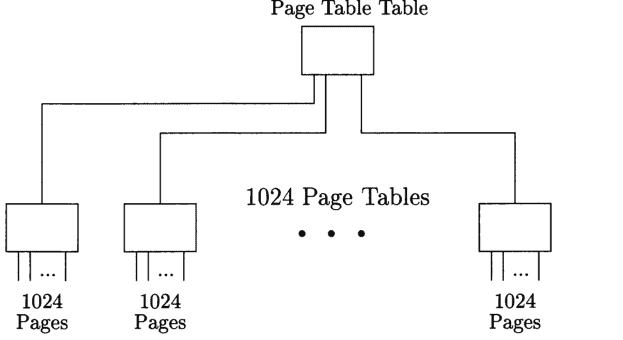 Page Table Table
1024 Page Tables
• • •
... ... ...
1024 1024 1024
Pages Pages Pages